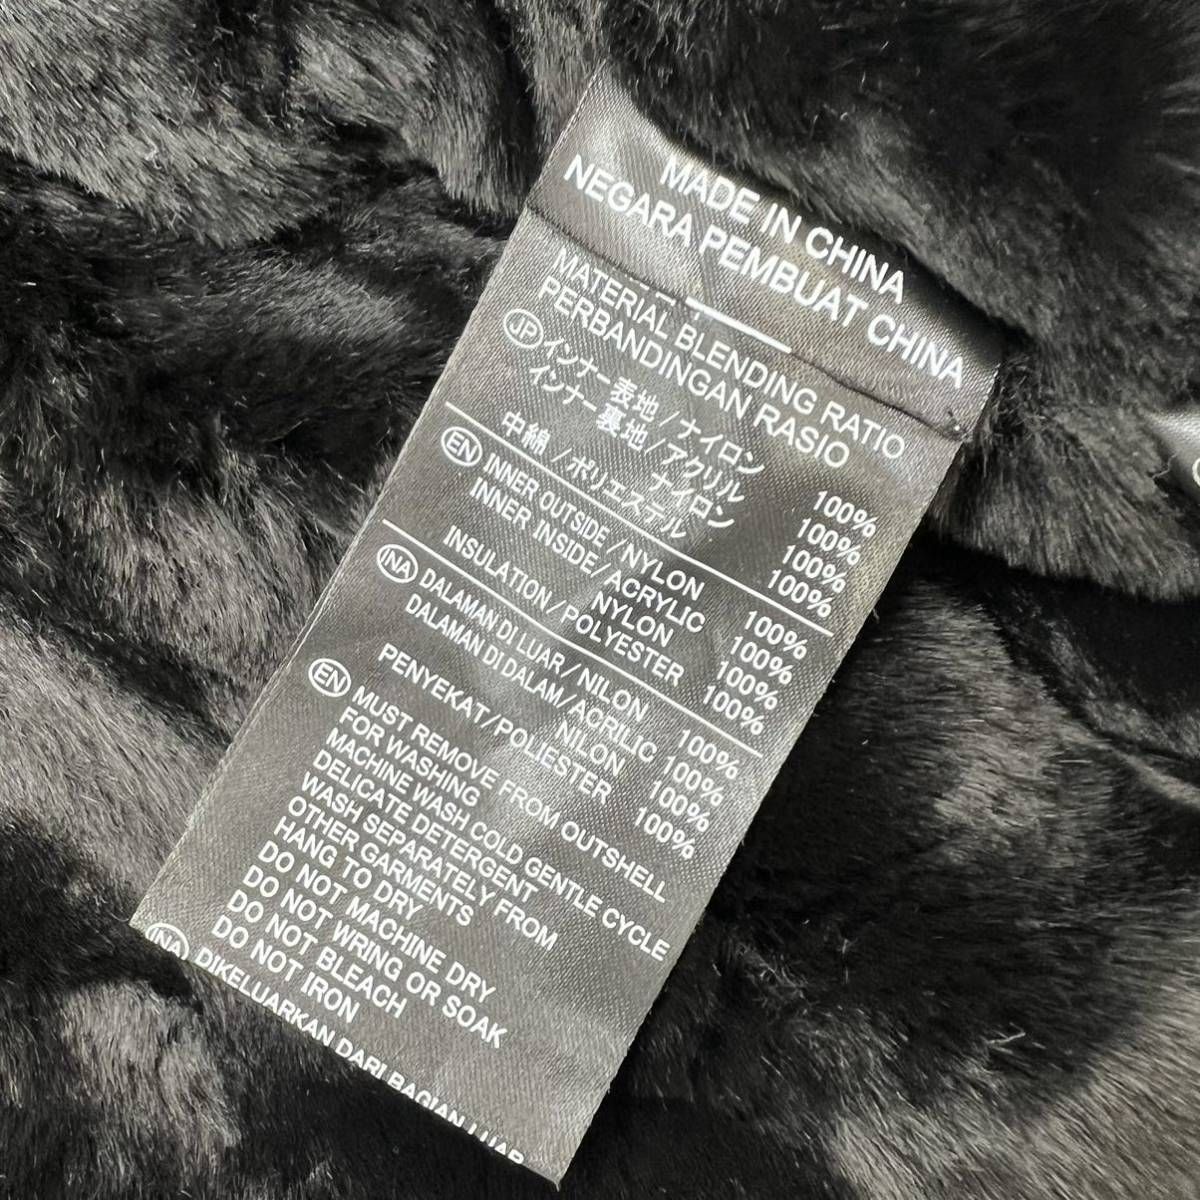 MADE IN CHINA
NEGARA PEMBUAT CHINA
MATERIAL BLENDING RATIO
PERBANDINGAN RASIO
JP インナー表地/ナイロン 100%
インナー裏地/アクリル 100%
ナイロン 100%
中綿/ポリエステル 100%
EN INNER OUTSIDE/NYLON 100%
INNER INSIDE/ACRYLIC 100%
NYLON 100%
INSULATION/POLYESTER 100%
INA DALAMAN DI LUAR/NILON 100%
DALAMAN DI DALAM/ACRILIC 100%
NILON 100%
PENYEKAT/POLIESTER 100%
EN MUST REMOVE FROM OUTSHELL
FOR WASHING
MACHINE WASH COLD GENTLE CYCLE
DELICATE DETERGENT
WASH SEPARATELY FROM
OTHER GARMENTS
HANG TO DRY
DO NOT MACHINE DRY
DO NOT WRING OR SOAK
DO NOT BLEACH
DO NOT IRON
INA DIKELUARKAN DARI BAGIAN LUAR